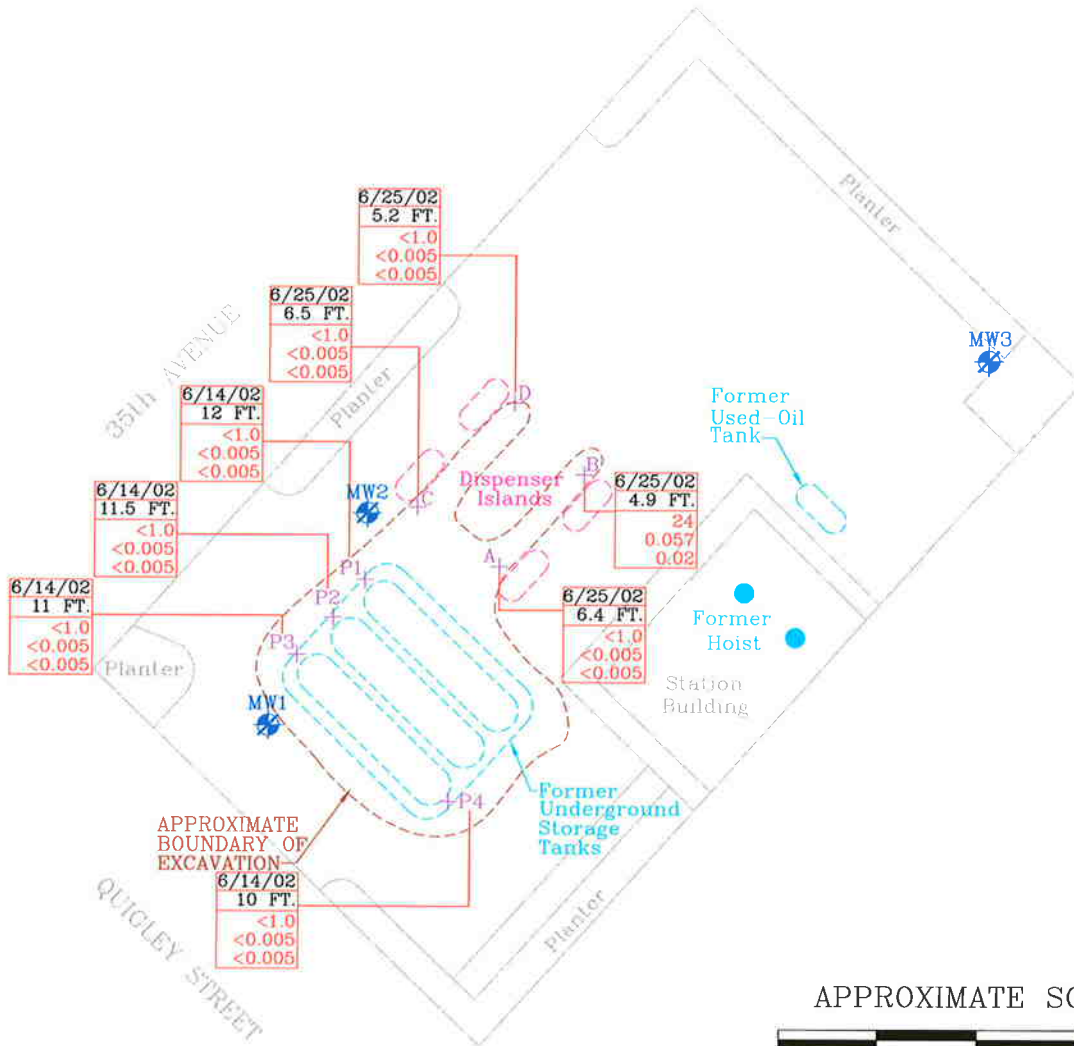 Planter
6/25/02
5.2 FT.
<1.0
<0.005
<0.005
6/25/02
6.5 FT.
<1.0
<0.005
<0.005
35th AVENUE
Planter
MW3
6/14/02
12 FT.
<1.0
<0.005
<0.005
D
Former
Used-Oil
Tank
6/14/02
11.5 FT.
<1.0
<0.005
<0.005
MW2
C
Dispenser
Islands
B
6/25/02
4.9 FT.
24
0.057
0.02
6/14/02
11 FT.
<1.0
<0.005
<0.005
P1
P2
P3
A
6/25/02
6.4 FT.
<1.0
<0.005
<0.005
Former
Hoist
Station
Building
Planter
MW1
P4
Former
Underground
Storage
Tanks
APPROXIMATE
BOUNDARY OF
EXCAVATION
6/14/02
10 FT.
<1.0
<0.005
<0.005
QUIGLEY STREET
Planter
APPROXIMATE